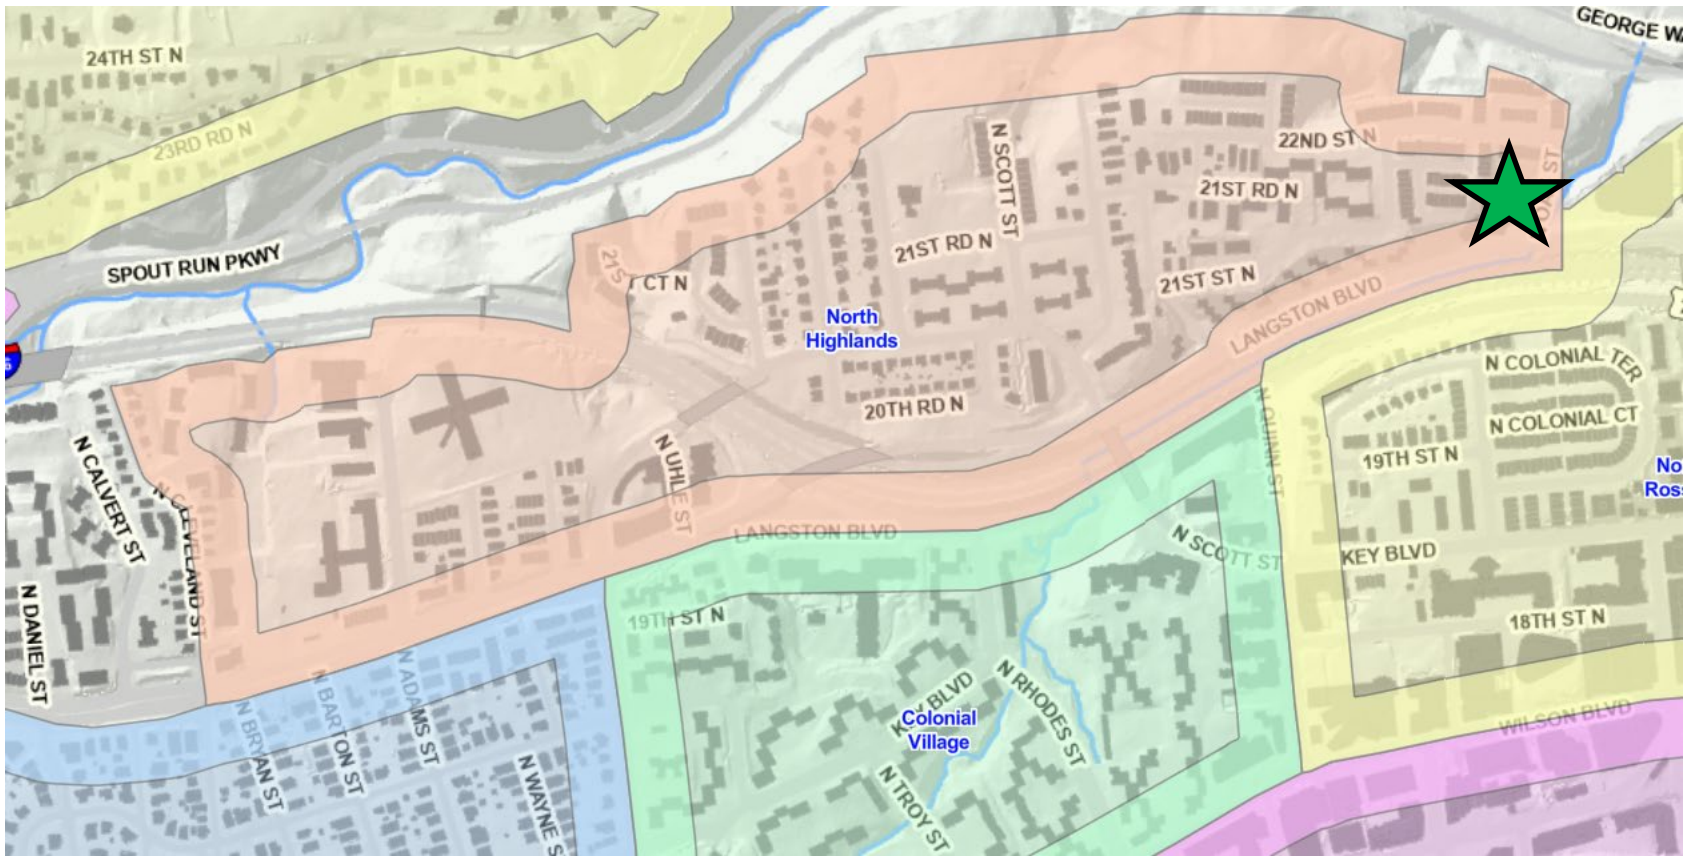 24TH ST N
GEORGE WA
23RD RD N
SPOUT RUN PKWY
N SCOTT ST
22ND ST N
21ST RD N
21ST RD N
21ST ST N
21ST CT N
North
Highlands
LANGSTON BLVD
20TH RD N
N UHLE ST
N CALVERT ST
N CLEVELAND ST
N DANIEL ST
LANGSTON BLVD
N QUINN ST
N COLONIAL TER
N COLONIAL CT
19TH ST N
No
Ross
KEY BLVD
N SCOTT ST
18TH ST N
19TH ST N
N BRYAN ST
N BARTON ST
N ADAMS ST
N WAYNE S
KEY BLVD
N RHODES ST
Colonial
Village
N TROY ST
WILSON BLVD